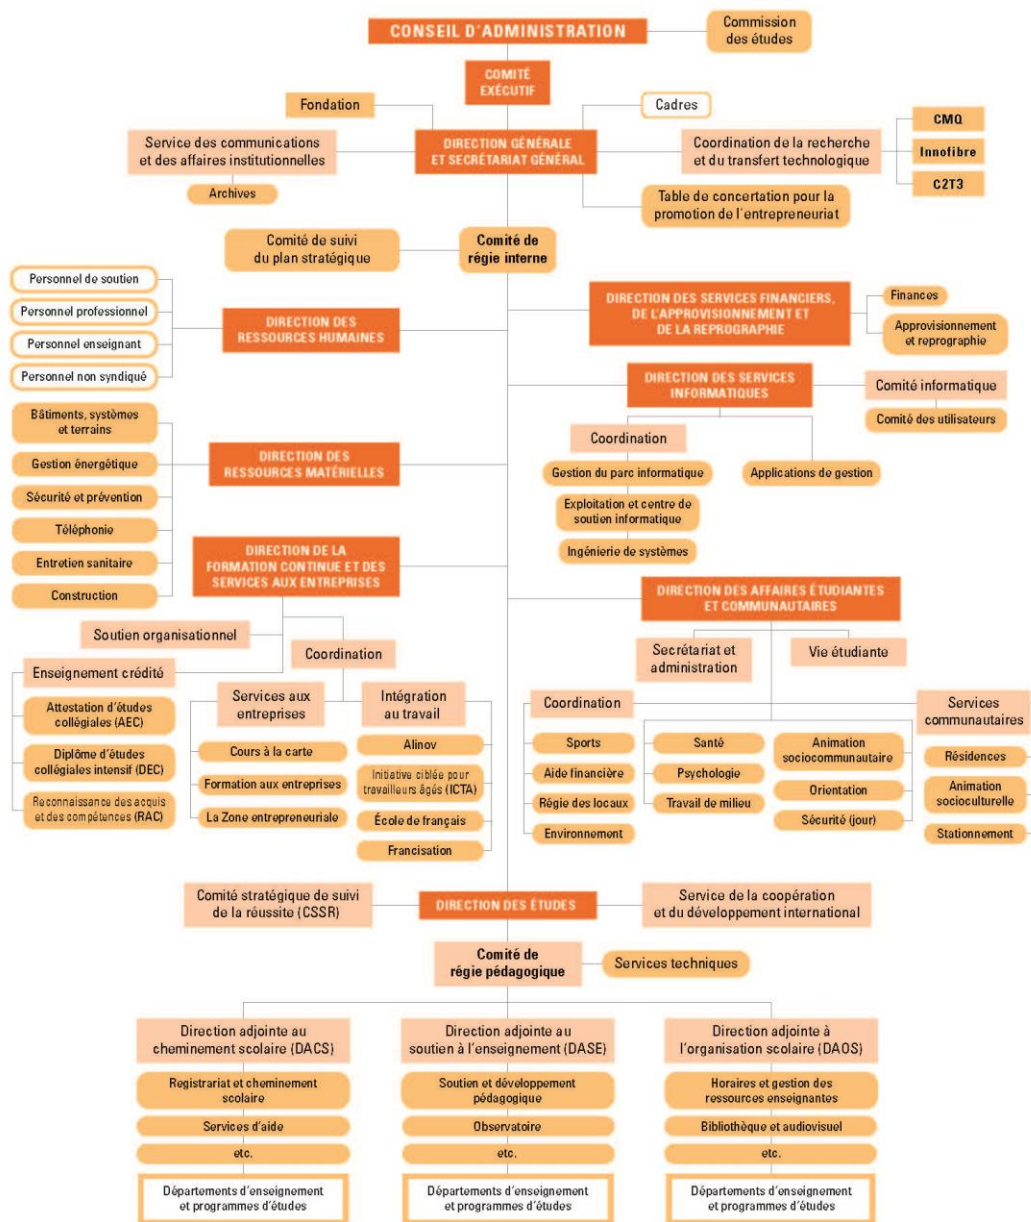 CONSEIL D'ADMINISTRATION
Commission
des études
COMITÉ
EXÉCUTIF
Fondation
Cadres
Service des communications
et des affaires institutionnelles
Archives
DIRECTION GÉNÉRALE
ET SECRÉTARIAT GÉNÉRAL
Coordination de la recherche
et du transfert technologique
CMQ
Innofibre
C2T3
Table de concertation pour la
promotion de l'entrepreneuriat
Comité de suivi
du plan stratégique
Comité de
régie interne
Personnel de soutien
Personnel professionnel
Personnel enseignant
Personnel non syndiqué
DIRECTION DES
RESSOURCES HUMAINES
DIRECTION DES SERVICES FINANCIERS,
DE L'APPROVISIONNEMENT ET
DE LA REPROGRAPHIE
Finances
Approvisionnement
et reprographie
DIRECTION DES SERVICES
INFORMATIQUES
Comité informatique
Comité des utilisateurs
Coordination
Gestion du parc informatique
Exploitation et centre de
soutien informatique
Ingénierie de systèmes
Applications de gestion
Bâtiments, systèmes
et terrains
Gestion énergétique
Sécurité et prévention
Téléphonie
Entretien sanitaire
Construction
DIRECTION DES
RESSOURCES MATÉRIELLES
DIRECTION DE LA
FORMATION CONTINUE ET DES
SERVICES AUX ENTREPRISES
Soutien organisationnel
Coordination
Enseignement crédité
Attestation d'études
collégiales (AEC)
Diplôme d'études
collégiales intensif (DEC)
Reconnaissance des acquis
et des compétences (RAC)
Services aux
entreprises
Cours à la carte
Formation aux entreprises
La Zone entrepreneuriale
Intégration
au travail
Alinov
Initiative ciblée pour
travailleurs âgés (ICTA)
École de français
Francisation
DIRECTION DES AFFAIRES ÉTUDIANTES
ET COMMUNAUTAIRES
Secrétariat et
administration
Vie étudiante
Coordination
Sports
Aide financière
Régie des locaux
Environnement
Santé
Psychologie
Travail de milieu
Animation
sociocommunautaire
Orientation
Sécurité (jour)
Services
communautaires
Résidences
Animation
socioculturelle
Stationnement
Comité stratégique de suivi
de la réussite (CSSR)
DIRECTION DES ÉTUDES
Service de la coopération
et du développement international
Comité de
régie pédagogique
Services techniques
Direction adjointe au
cheminement scolaire (DACS)
Registrariat et cheminement
scolaire
Services d'aide
etc.
Départements d'enseignement
et programmes d'études
Direction adjointe au
soutien à l'enseignement (DASE)
Soutien et développement
pédagogique
Observatoire
etc.
Départements d'enseignement
et programmes d'études
Direction adjointe à
l'organisation scolaire (DAOS)
Horaires et gestion des
ressources enseignantes
Bibliothèque et audiovisuel
etc.
Départements d'enseignement
et programmes d'études